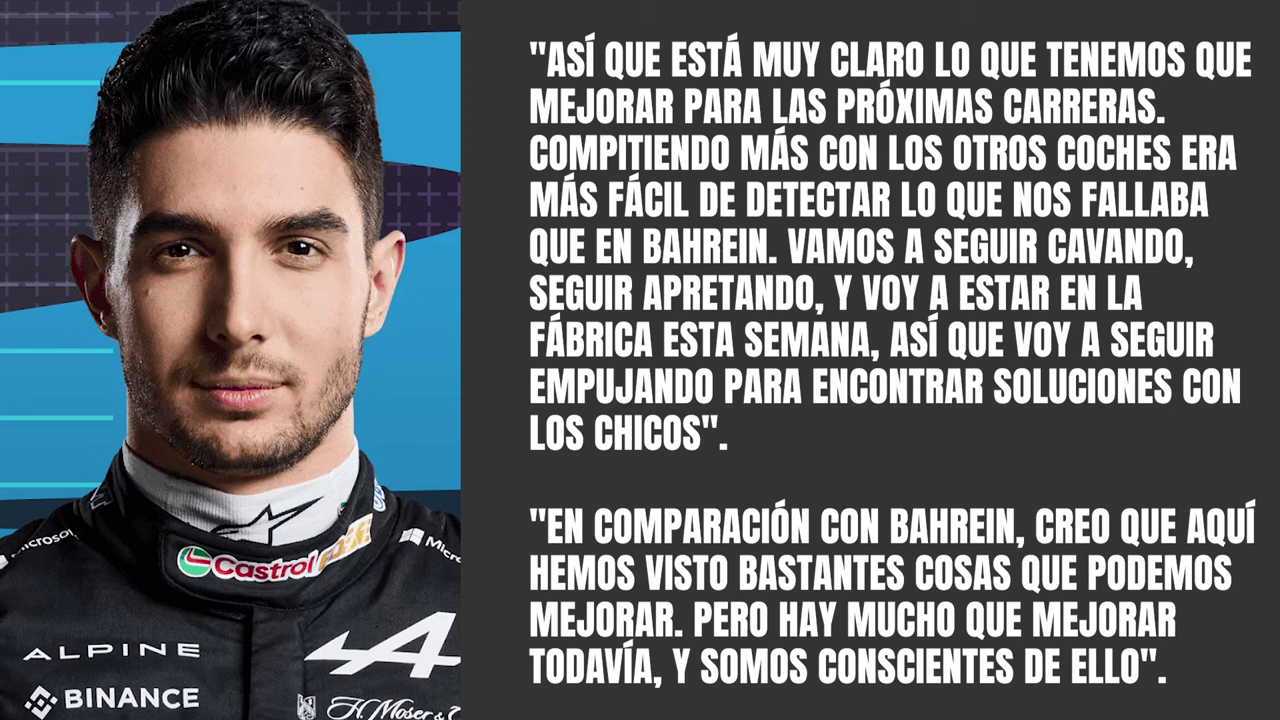 "ASÍ QUE ESTÁ MUY CLARO LO QUE TENEMOS QUE
MEJORAR PARA LAS PRÓXIMAS CARRERAS.
COMPITIENDO MÁS CON LOS OTROS COCHES ERA
MÁS FÁCIL DE DETECTAR LO QUE NOS FALLABA
QUE EN BAHREIN. VAMOS A SEGUIR CAVANDO,
SEGUIR APRETANDO, Y VOY A ESTAR EN LA
FÁBRICA ESTA SEMANA, ASÍ QUE VOY A SEGUIR
EMPUJANDO PARA ENCONTRAR SOLUCIONES CON
LOS CHICOS".
"EN COMPARACIÓN CON BAHREIN, CREO QUE AQUÍ
HEMOS VISTO BASTANTES COSAS QUE PODEMOS
MEJORAR. PERO HAY MUCHO QUE MEJORAR
TODAVÍA, Y SOMOS CONSCIENTES DE ELLO".
Microsof
Castrol
Micr
ALPINE
BINANCE
H. Moser &